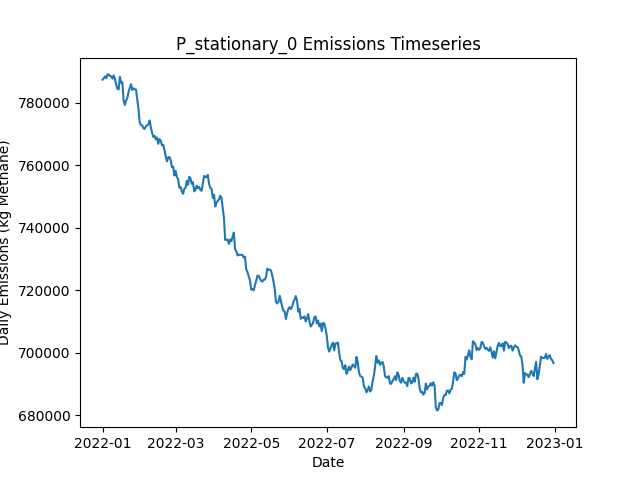 P_stationary_0 Emissions Timeseries
Daily Emissions (kg Methane)
780000
760000
740000
720000
700000
680000
2022-01 2022-03 2022-05 2022-07 2022-09 2022-11 2023-01
Date